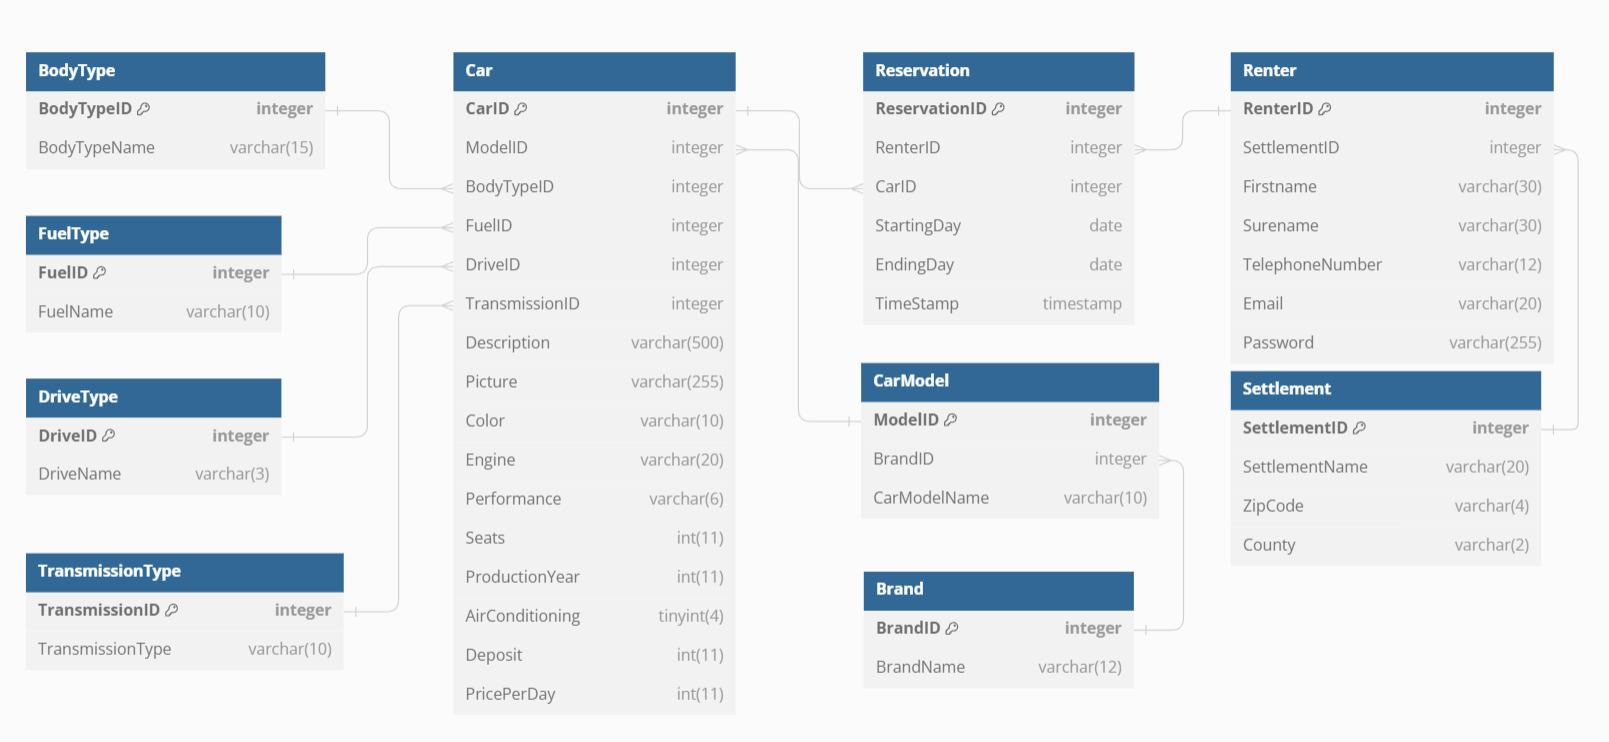 BodyType
BodyTypeID integer
BodyTypeName varchar(15)
FuelType
FuelID integer
FuelName varchar(10)
DriveType
DriveID integer
DriveName varchar(3)
TransmissionType
TransmissionID integer
TransmissionType varchar(10)
Car
CarID integer
ModelID integer
BodyTypeID integer
FuelID integer
DriveID integer
TransmissionID integer
Description varchar(500)
Picture varchar(255)
Color varchar(10)
Engine varchar(20)
Performance varchar(6)
Seats int(11)
ProductionYear int(11)
AirConditioning tinyint(4)
Deposit int(11)
PricePerDay int(11)
Reservation
ReservationID integer
RenterID integer
CarID integer
StartingDay date
EndingDay date
TimeStamp timestamp
CarModel
ModelID integer
BrandID integer
CarModelName varchar(10)
Brand
BrandID integer
BrandName varchar(12)
Renter
RenterID integer
SettlementID integer
Firstname varchar(30)
Surename varchar(30)
TelephoneNumber varchar(12)
Email varchar(20)
Password varchar(255)
Settlement
SettlementID integer
SettlementName varchar(20)
ZipCode varchar(4)
County varchar(2)